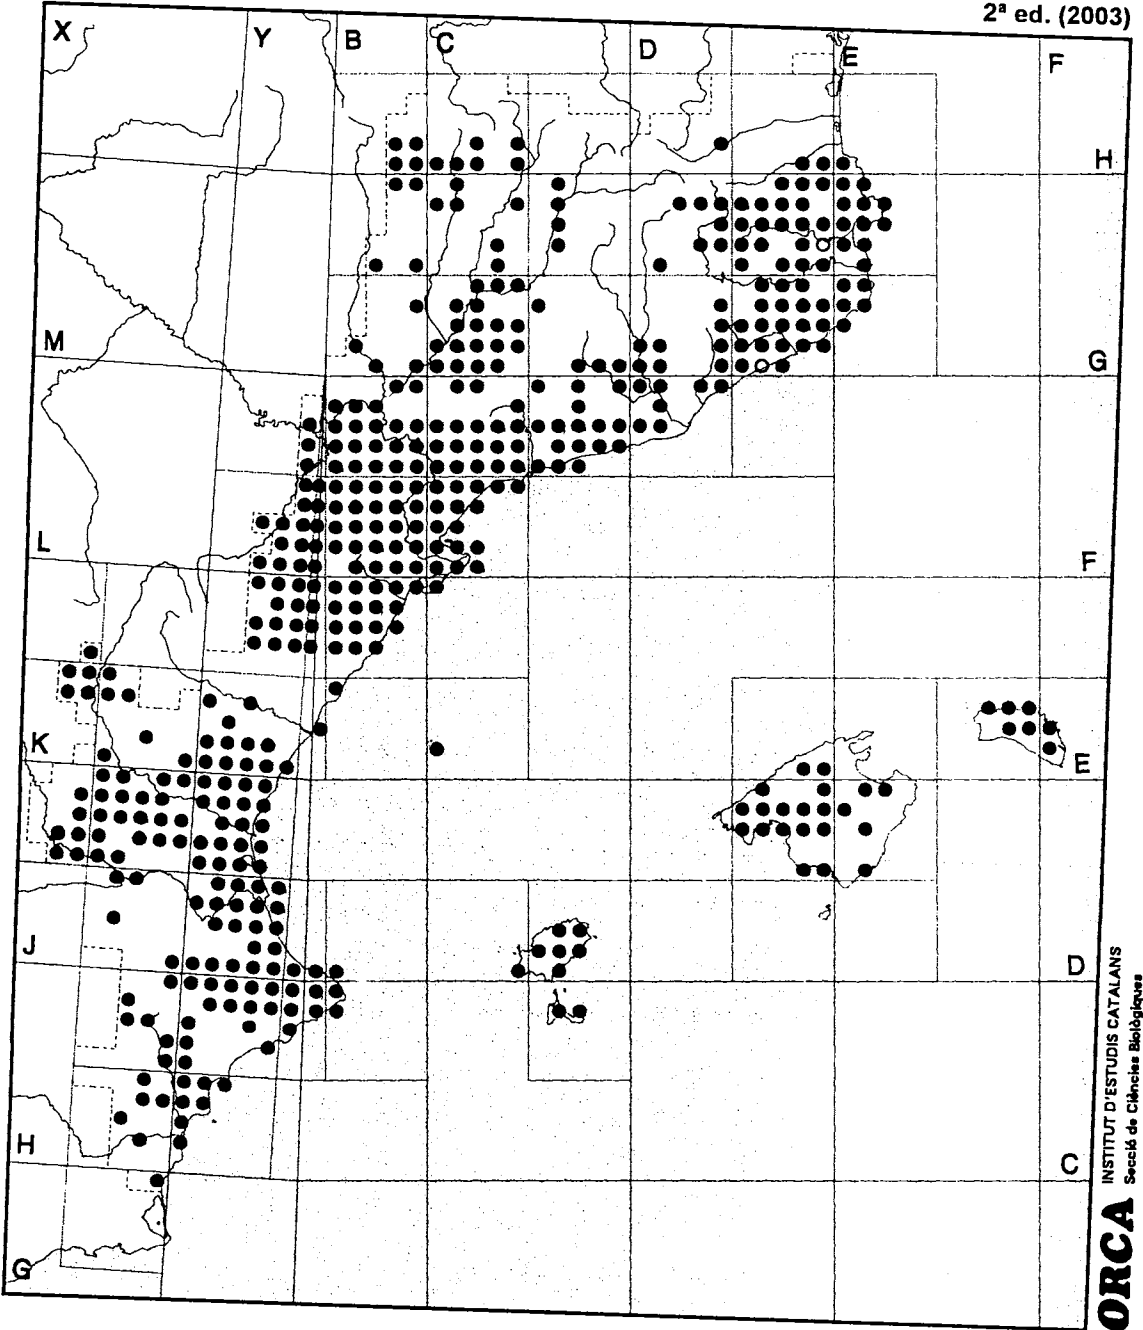 2ª ed. (2003)
X
Y
B
C
D
E
F
H
M
G
L
F
K
E
J
D
H
C
G
INSTITUT D'ESTUDIS CATALANS
Secció de Ciències Biològiques
ORCA